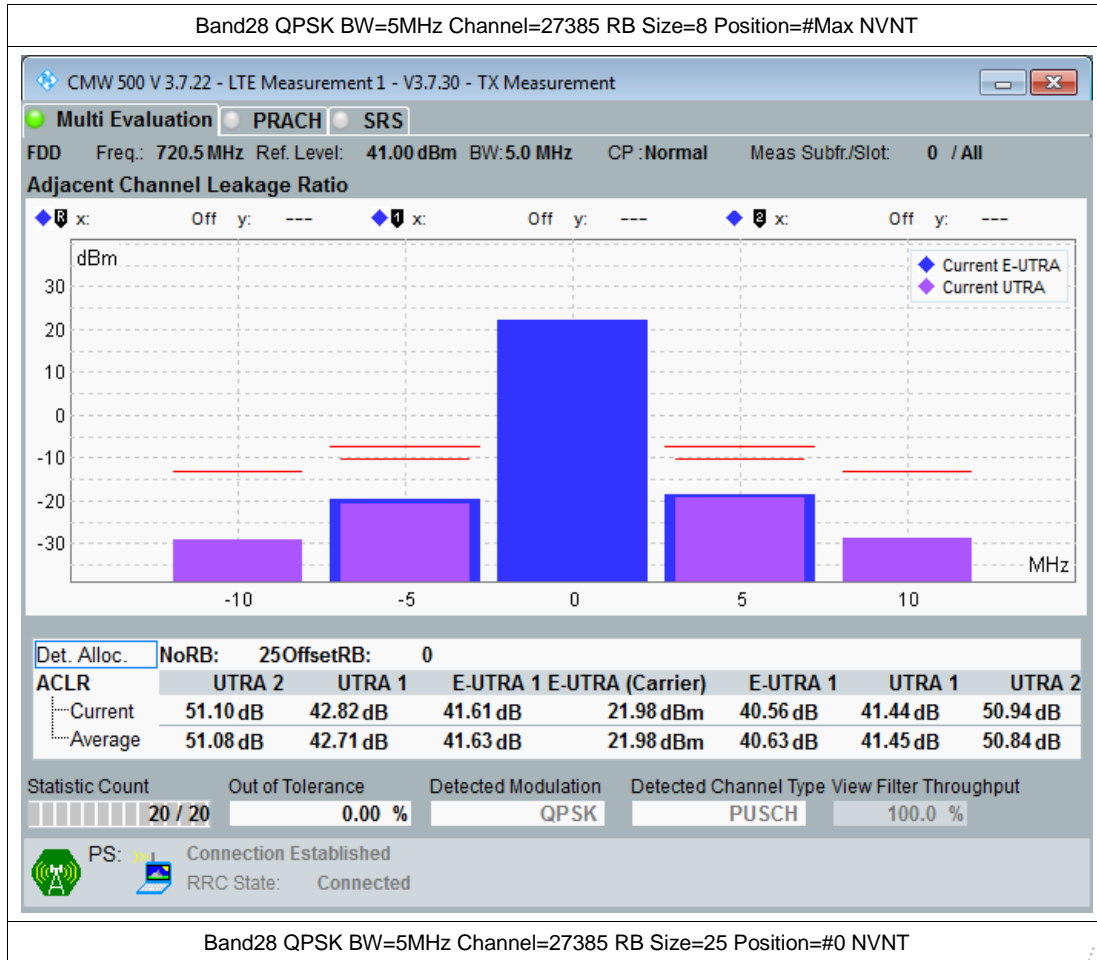 Band28 QPSK BW=5MHz Channel=27385 RB Size=8 Position=#Max NVNT
CMW 500 V 3.7.22 - LTE Measurement 1 - V3.7.30 - TX Measurement
Multi Evaluation PRACH SRS
FDD Freq.: 720.5 MHz Ref. Level: 41.00 dBm BW: 5.0 MHz CP : Normal Meas Subfr./Slot: 0 / All
Adjacent Channel Leakage Ratio
R x: Off y: --- 1 x: Off y: --- 2 x: Off y: ---
dBm
Current E-UTRA
Current UTRA
30
20
10
0
-10
-20
-30
MHz
-10 -5 0 5 10
Det. Alloc. NoRB: 25 OffsetRB: 0
ACLR UTRA 2 UTRA 1 E-UTRA 1 E-UTRA (Carrier) E-UTRA 1 UTRA 1 UTRA 2
Current 51.10 dB 42.82 dB 41.61 dB 21.98 dBm 40.56 dB 41.44 dB 50.94 dB
Average 51.08 dB 42.71 dB 41.63 dB 21.98 dBm 40.63 dB 41.45 dB 50.84 dB
Statistic Count Out of Tolerance Detected Modulation Detected Channel Type View Filter Throughput
20 / 20 0.00 % QPSK PUSCH 100.0 %
PS: Connection Established
RRC State: Connected
Band28 QPSK BW=5MHz Channel=27385 RB Size=25 Position=#0 NVNT